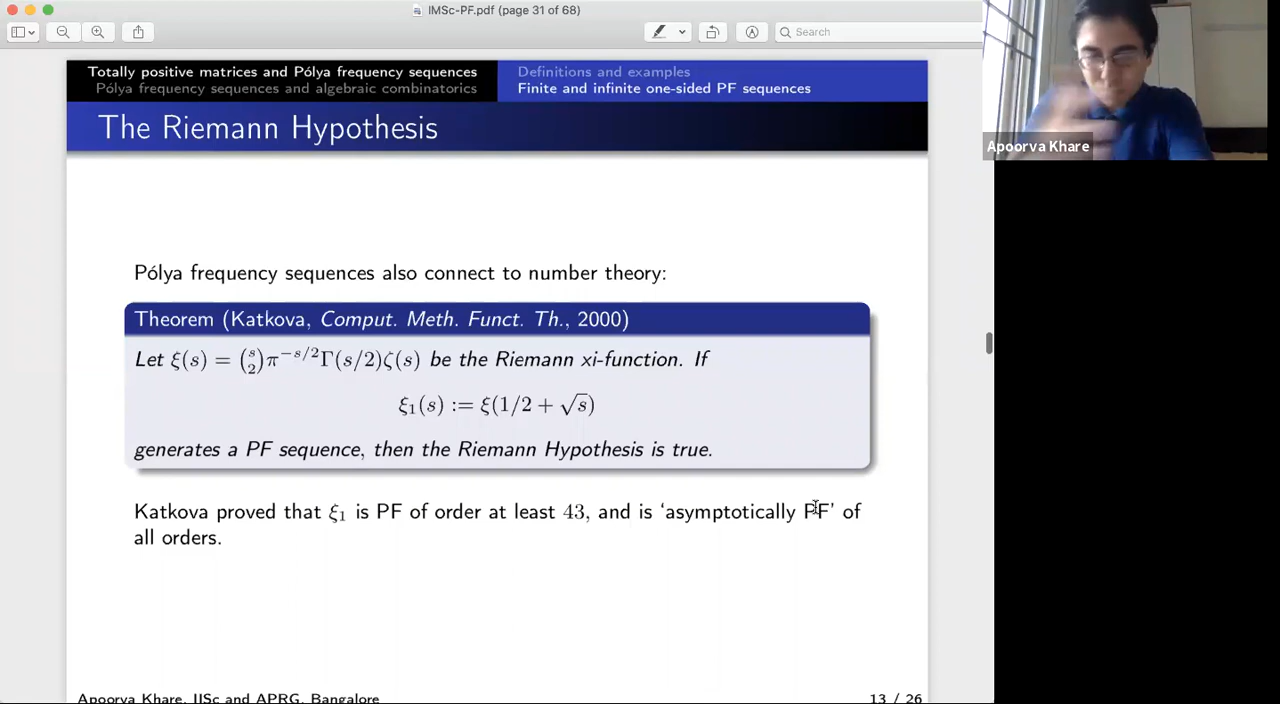 IMSc-PF.pdf (page 31 of 68)
Search
Totally positive matrices and Pólya frequency sequences
Pólya frequency sequences and algebraic combinatorics
Definitions and examples
Finite and infinite one-sided PF sequences
The Riemann Hypothesis
Pólya frequency sequences also connect to number theory:
Theorem (Katkova, Comput. Meth. Funct. Th., 2000)
Let ξ(s) = (s 2)π^{−s/2}Γ(s/2)ζ(s) be the Riemann xi-function. If
ξ₁(s) := ξ(1/2 + √s)
generates a PF sequence, then the Riemann Hypothesis is true.
Katkova proved that ξ₁ is PF of order at least 43, and is ‘asymptotically PF’ of
all orders.
Apoorva Khare, IISc and APRG, Bangalore
13 / 26
Apoorva Khare